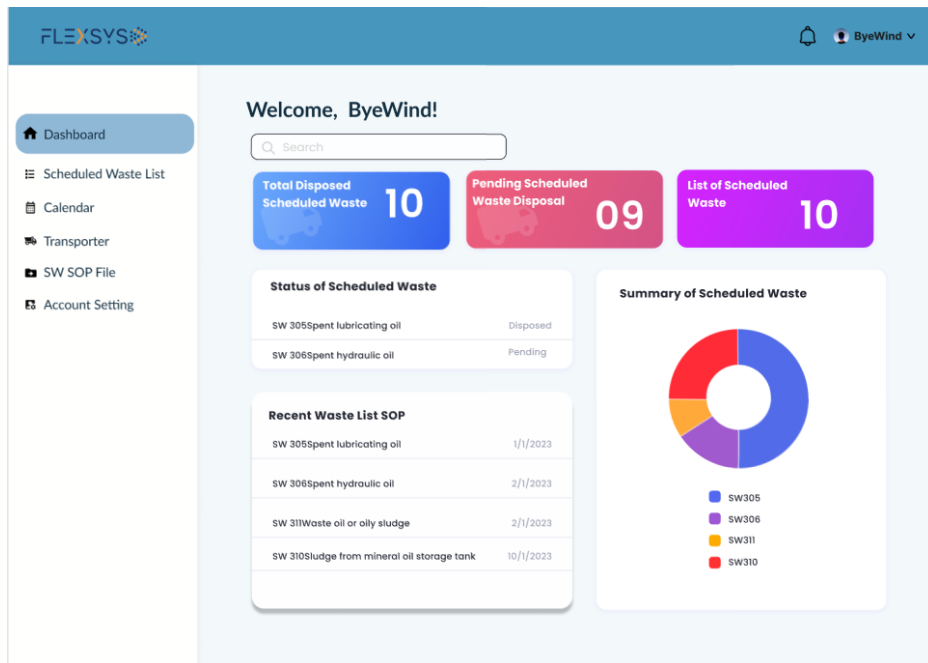 FLEXSYS
ByeWind
Dashboard
Scheduled Waste List
Calendar
Transporter
SW SOP File
Account Setting
Welcome, ByeWind!
Search
Total Disposed
Scheduled Waste
10
Pending Scheduled
Waste Disposal
09
List of Scheduled
Waste
10
Status of Scheduled Waste
SW 305Spent lubricating oil Disposed
SW 306Spent hydraulic oil Pending
Recent Waste List SOP
SW 305Spent lubricating oil 1/1/2023
SW 306Spent hydraulic oil 2/1/2023
SW 311Waste oil or oily sludge 2/1/2023
SW 310Sludge from mineral oil storage tank 10/1/2023
Summary of Scheduled Waste
SW305
SW306
SW311
SW310